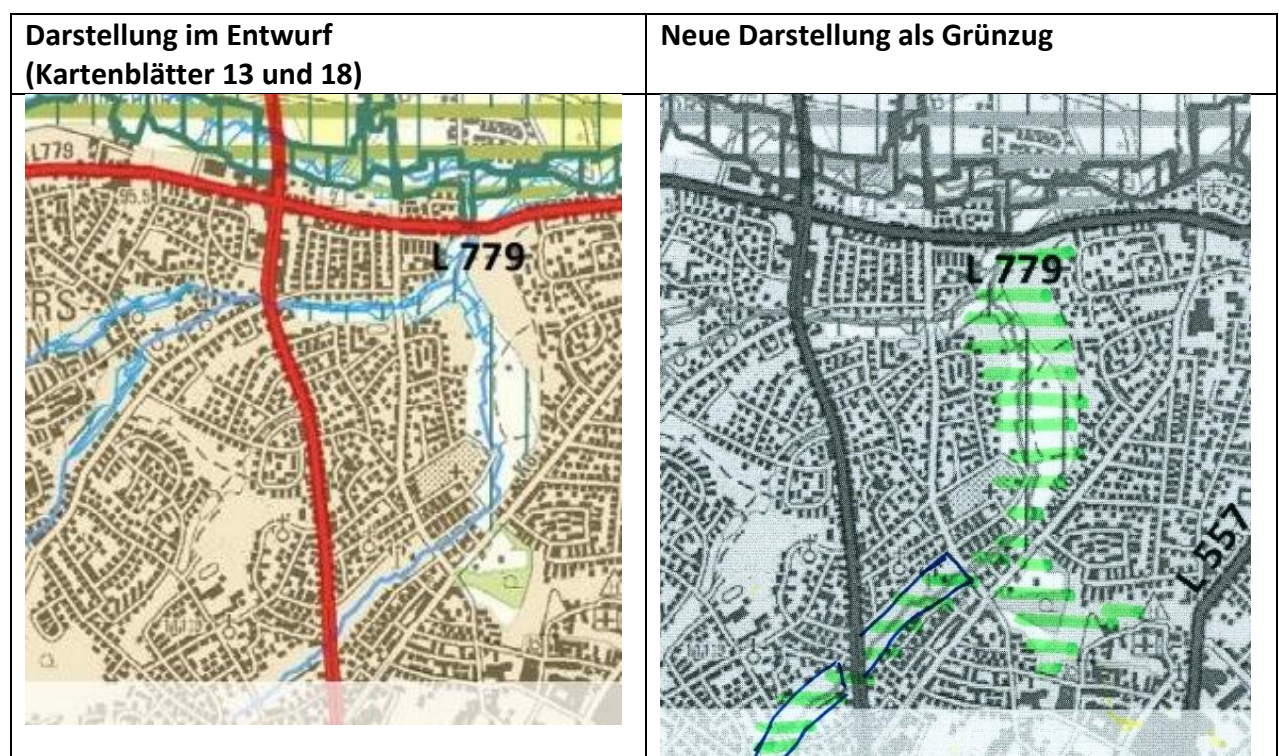 Darstellung im Entwurf
(Kartenblätter 13 und 18)
Neue Darstellung als Grünzug
L779
L 779
L 779
L 557